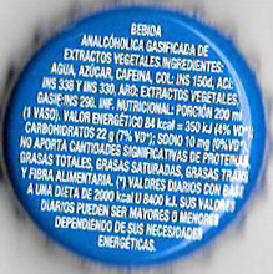 BEBIDA
ANALCOHÓLICA GASIFICADA DE
EXTRACTOS VEGETALES.INGREDIENTES:
AGUA, AZÚCAR, CAFEINA, COL: INS 150d, ACI:
INS 338 Y INS 330, ARO: EXTRACTOS VEGETALES,
GASIF:INS 290. INF. NUTRICIONAL: PORCIÓN 200 ml
(1 VASO). VALOR ENERGÉTICO 84 kcal = 350 kJ (4% VD*);
CARBOHIDRATOS 22 g (7% VD*); SODIO 10 mg (0%VD*).
NO APORTA CANTIDADES SIGNIFICATIVAS DE PROTEINAS,
GRASAS TOTALES, GRASAS SATURADAS, GRASAS TRANS
Y FIBRA ALIMENTARIA. (*) VALORES DIARIOS CON BASE
A UNA DIETA DE 2000 kcal U 8400 kJ. SUS VALORES
DIARIOS PUEDEN SER MAYORES O MENORES
DEPENDIENDO DE SUS NECESIDADES
ENERGÉTICAS.